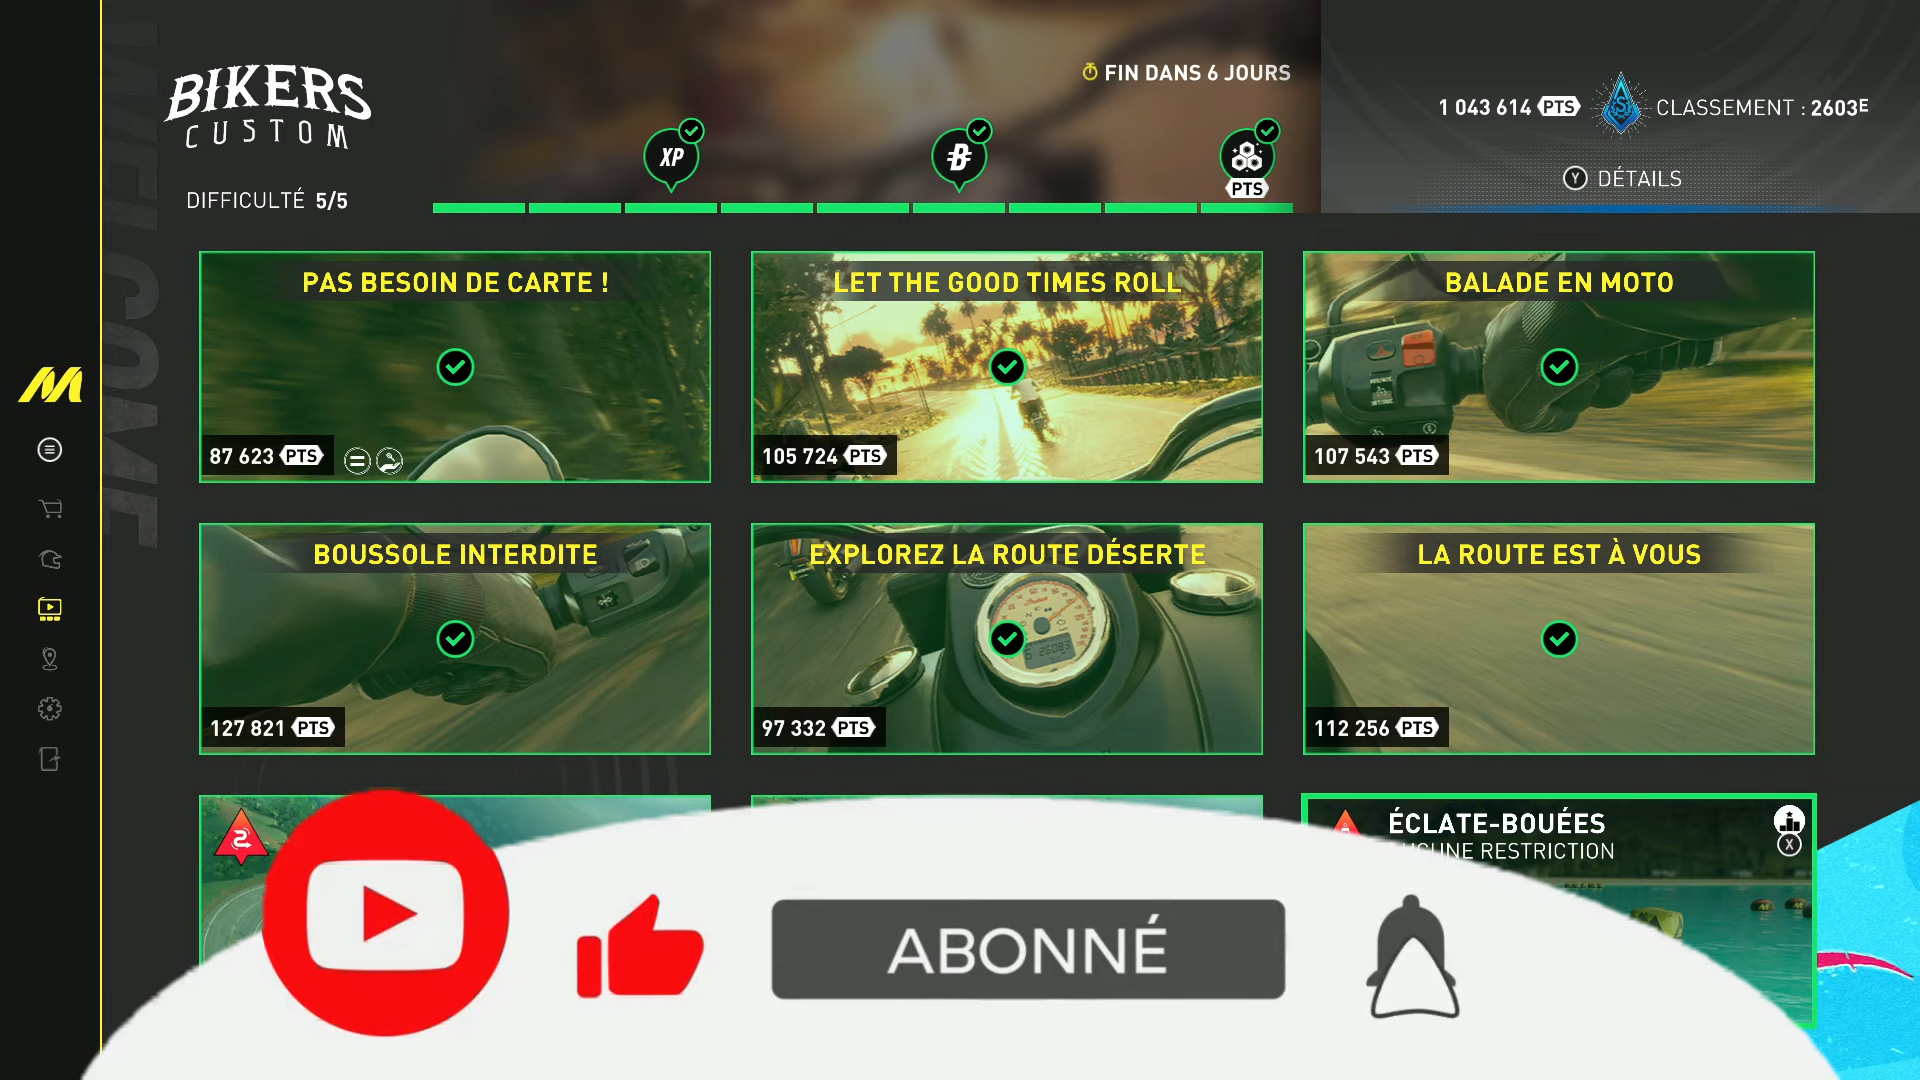 WELCOME
BIKERS
CUSTOM
DIFFICULTÉ 5/5
FIN DANS 6 JOURS
XP
PTS
1 043 614 PTS
CLASSEMENT : 2603E
Y DÉTAILS
PAS BESOIN DE CARTE !
87 623 PTS
LET THE GOOD TIMES ROLL
105 724 PTS
BALADE EN MOTO
107 543 PTS
BOUSSOLE INTERDITE
127 821 PTS
EXPLOREZ LA ROUTE DÉSERTE
97 332 PTS
LA ROUTE EST À VOUS
112 256 PTS
ÉCLATE-BOUÉES
RESTRICTION
X
ABONNÉ